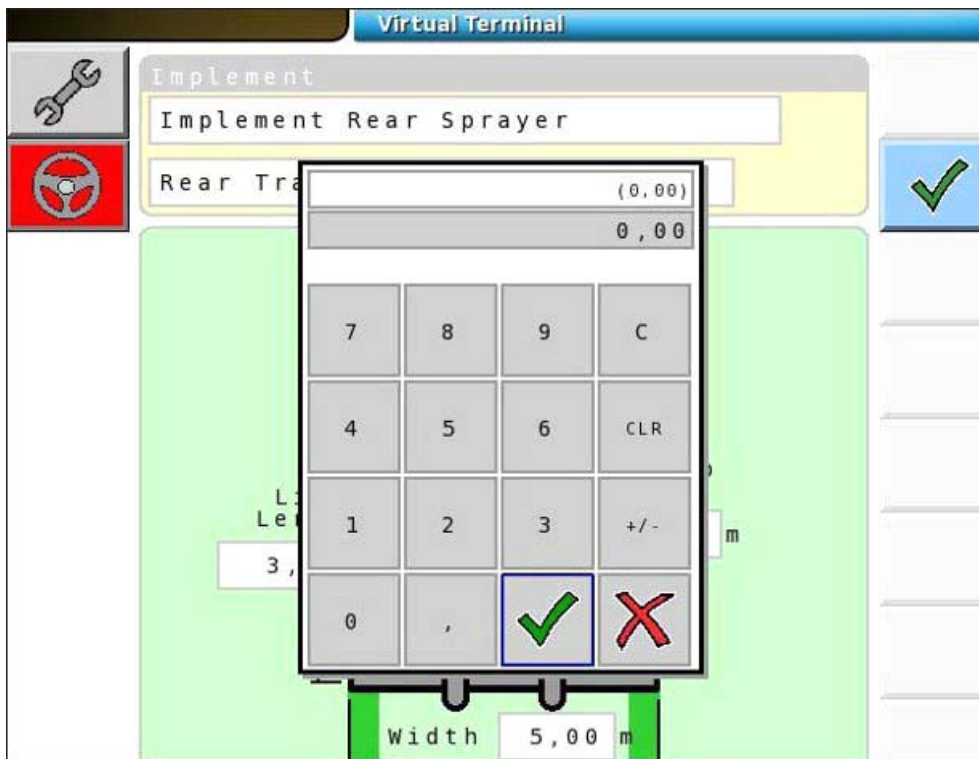 Virtual Terminal
Implement
Implement Rear Sprayer
Rear
(0,00)
0,00
7 8 9 C
4 5 6 CLR
1 2 3 +/-
m
3,
0 ,
Width 5,00 m